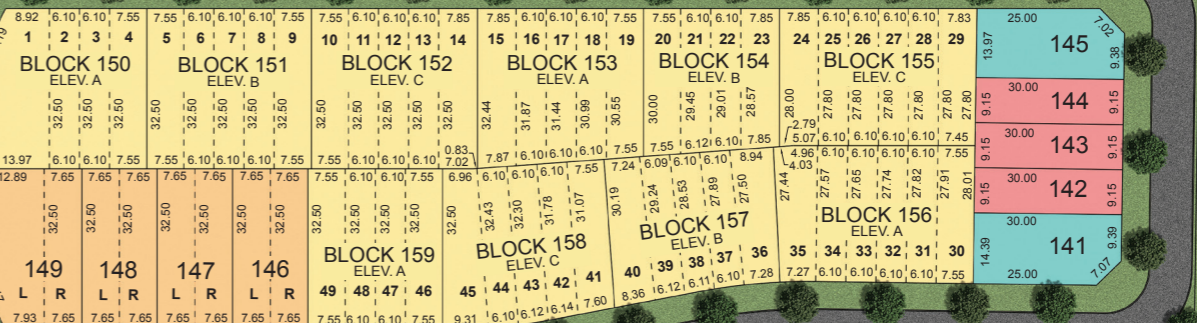 8.92 6.10 6.10 7.55 7.55 6.10 6.10 6.10 7.55 7.55 6.10 6.10 6.10 7.85 7.85 6.10 6.10 6.10 7.55 7.55 6.10 6.10 7.85 7.85 6.10 6.10 6.10 6.10 7.83 25.00 7.02
1 2 3 4 5 6 7 8 9 10 11 12 13 14 15 16 17 18 19 20 21 22 23 24 25 26 27 28 29 13.97 145 9.38
BLOCK 150 BLOCK 151 BLOCK 152 BLOCK 153 BLOCK 154 BLOCK 155
ELEV. A ELEV. B ELEV. C ELEV. A ELEV. B ELEV. C
30.00
9.15 144 9.15
32.50 32.50 32.50 32.50 32.50 32.50 32.50 32.50 32.50 32.50 32.50 32.50 32.50 32.44 31.87 31.44 30.99 30.55 30.00 29.45 29.01 28.57 28.00 27.80 27.80 27.80 27.80 27.80 27.80
2.79
0.83
30.00
9.15 143 9.15
13.97 6.10 6.10 7.55 7.55 6.10 6.10 6.10 7.55 7.55 6.10 6.10 6.10 7.02 7.87 6.10 6.10 6.10 7.55 7.55 6.12 6.10 7.85 5.07 6.10 6.10 6.10 6.10 7.45
12.89 7.65 7.65 7.65 7.65 7.65 7.65 7.65 7.55 6.10 6.10 7.55 6.96 6.10 6.10 6.10 7.55 7.24 6.09 6.10 6.10 8.94 4.96 6.10 6.10 6.10 6.10 7.55
4.03
30.00
9.15 142 9.15
32.50 32.50 32.50 32.50 32.50 32.50 32.50 32.50 32.50 32.50 32.50 32.50 32.43 32.30 31.78 31.07 30.19 29.24 28.53 27.89 27.50 27.44 27.57 27.65 27.74 27.82 27.91 28.01
BLOCK 159 BLOCK 158 BLOCK 157 BLOCK 156
ELEV. A ELEV. C ELEV. B ELEV. A
30.00
14.39 141 9.39
149 148 147 146
35 34 33 32 31 30
40 39 38 37 36
45 44 43 42 41
49 48 47 46
L R L R L R L R
25.00 7.07
8.36 6.12 6.11 6.10 7.28 7.27 6.10 6.10 6.10 6.10 7.55
7.93 7.65 7.65 7.65 7.65 7.65 7.65 7.65 7.55 6.10 6.10 7.55 9.31 6.10 6.12 6.14 7.60